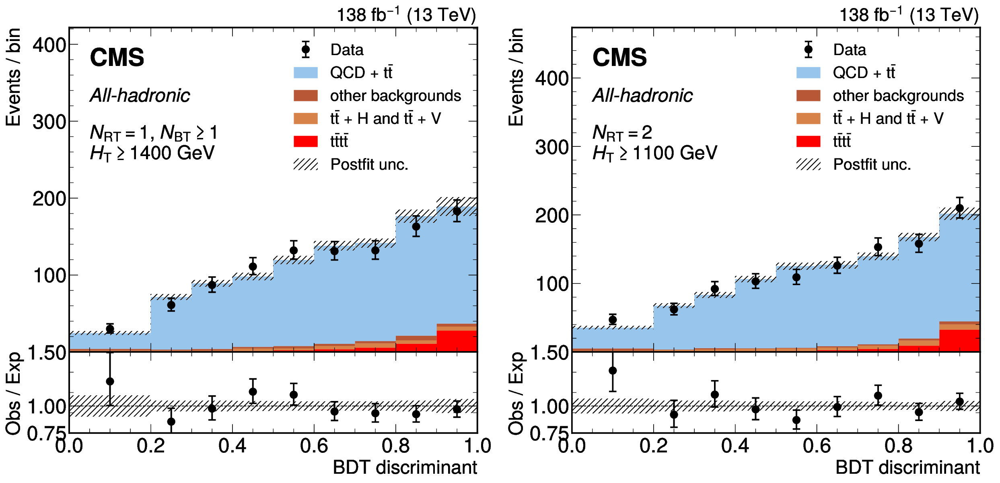 138 fb⁻¹ (13 TeV)
Events / bin
400
300
200
100
CMS
All-hadronic
N_RT = 1, N_BT ≥ 1
H_T ≥ 1400 GeV
Data
QCD + tt̄
other backgrounds
tt̄ + H and tt̄ + V
tt̄tt̄
Postfit unc.
Obs / Exp
1.50
1.00
0.75
0.0 0.2 0.4 0.6 0.8 1.0
BDT discriminant
138 fb⁻¹ (13 TeV)
Events / bin
400
300
200
100
CMS
All-hadronic
N_RT = 2
H_T ≥ 1100 GeV
Data
QCD + tt̄
other backgrounds
tt̄ + H and tt̄ + V
tt̄tt̄
Postfit unc.
Obs / Exp
1.50
1.00
0.75
0.0 0.2 0.4 0.6 0.8 1.0
BDT discriminant